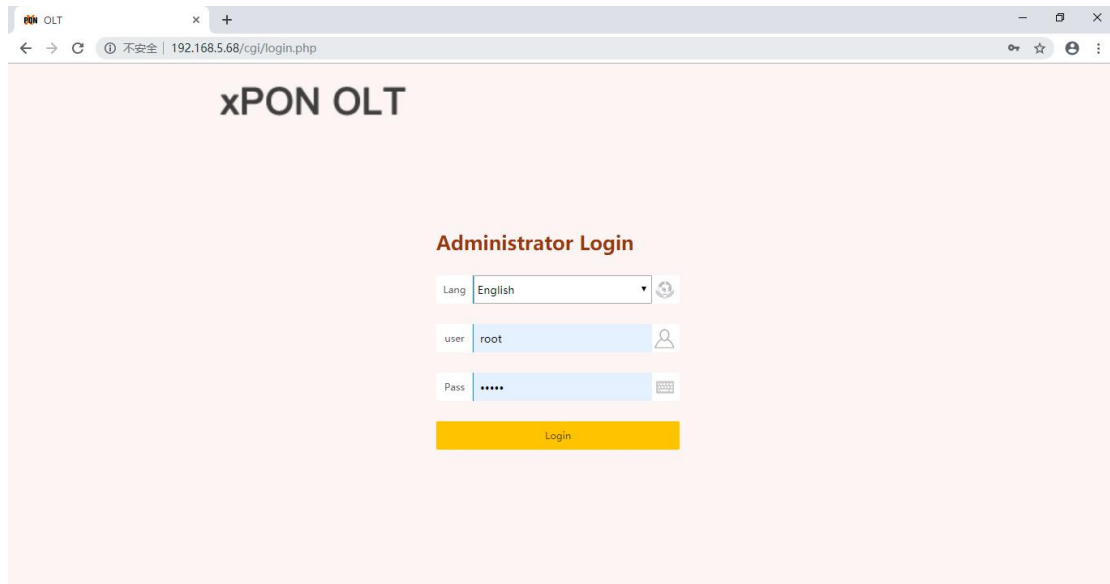 PON OLT
不安全 | 192.168.5.68/cgi/login.php
xPON OLT
Administrator Login
Lang English
user root
Pass •••••
Login